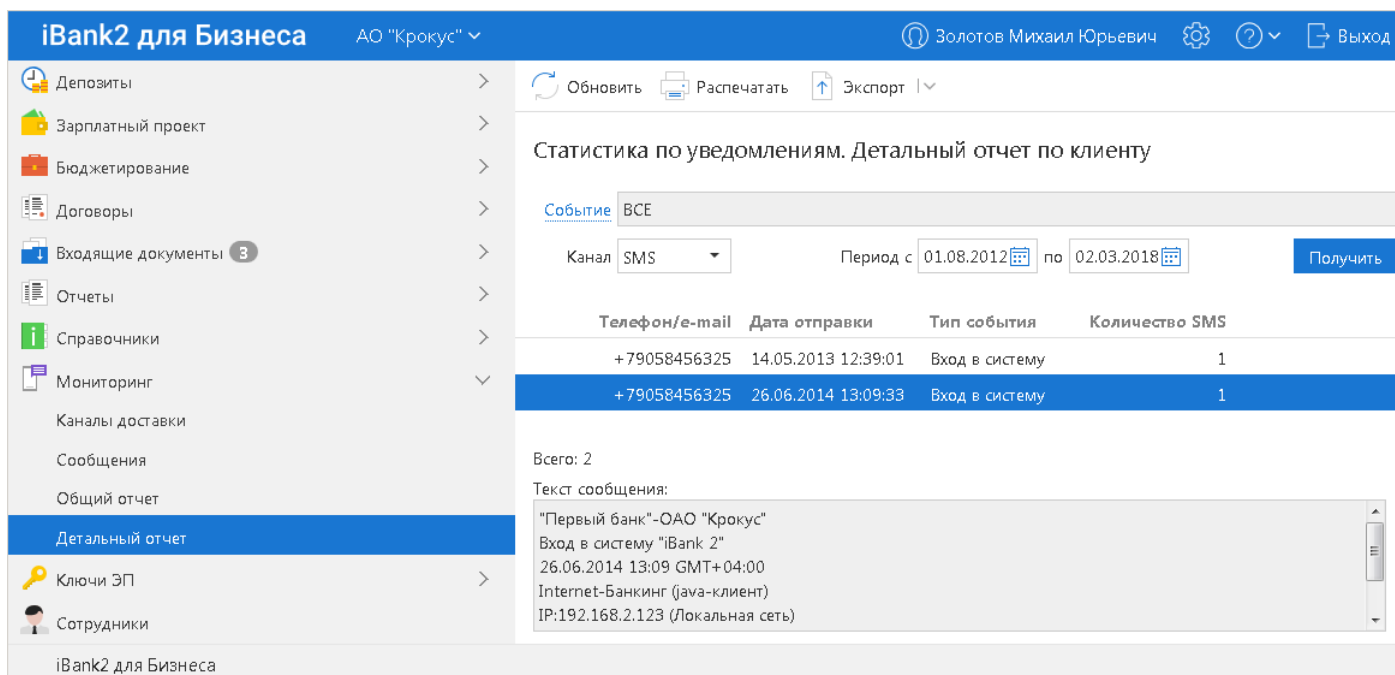 iBank2 для Бизнеса АО "Крокус" Золотов Михаил Юрьевич ? Выход
Депозиты
Зарплатный проект
Бюджетирование
Договоры
Входящие документы 3
Отчеты
Справочники
Мониторинг
Каналы доставки
Сообщения
Общий отчет
Детальный отчет
Ключи ЭП
Сотрудники
iBank2 для Бизнеса
Обновить Распечатать Экспорт
Статистика по уведомлениям. Детальный отчет по клиенту
Событие ВСЕ
Канал SMS Период с 01.08.2012 по 02.03.2018 Получить
Телефон/e-mail Дата отправки Тип события Количество SMS
+79058456325 14.05.2013 12:39:01 Вход в систему 1
+79058456325 26.06.2014 13:09:33 Вход в систему 1
Всего: 2
Текст сообщения:
"Первый банк"-ОАО "Крокус"
Вход в систему "iBank 2"
26.06.2014 13:09 GMT+04:00
Internet-Банкинг (java-клиент)
IP:192.168.2.123 (Локальная сеть)